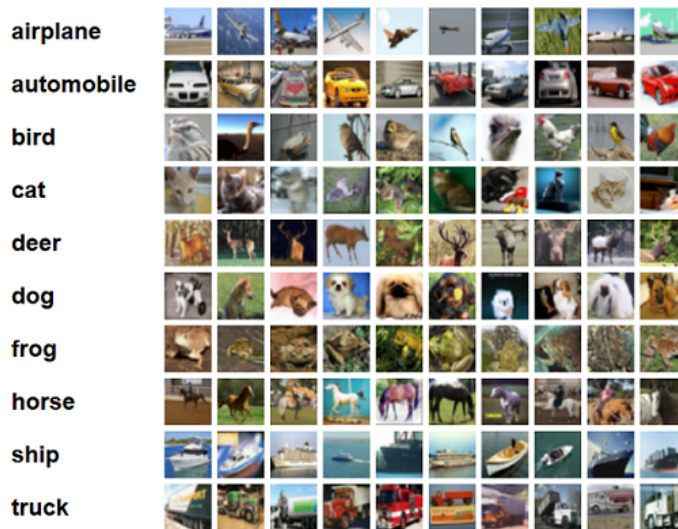 airplane
automobile
bird
cat
deer
dog
frog
horse
ship
truck